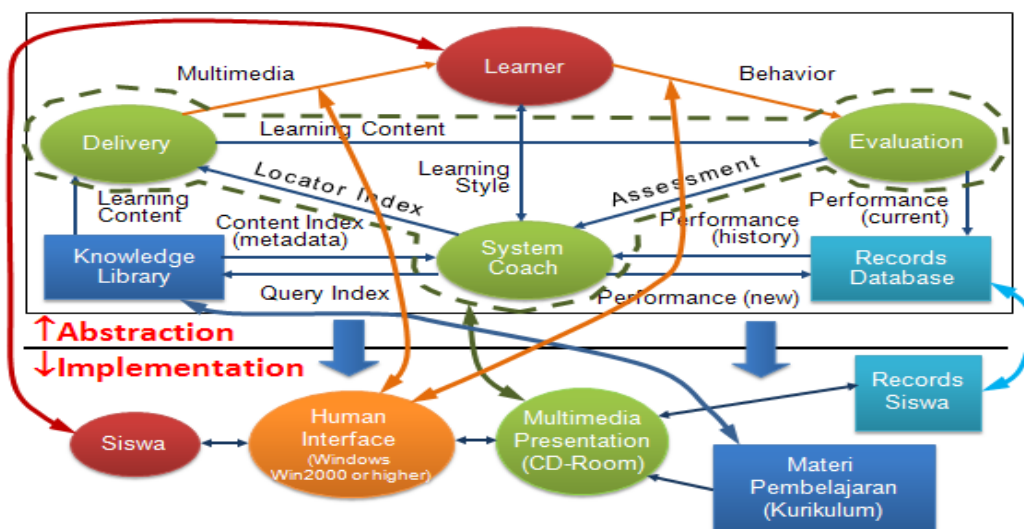 Learner
Multimedia
Behavior
Delivery
Learning Content
Evaluation
Locator Index
Learning
Style
Assessment
Learning
Content
Content Index
(metadata)
Performance
(history)
Performance
(current)
Knowledge
Library
System
Coach
Records
Database
Query Index
Performance (new)
↑Abstraction
↓Implementation
Siswa
Human
Interface
(Windows
Win2000 or higher)
Multimedia
Presentation
(CD-Room)
Records
Siswa
Materi
Pembelajaran
(Kurikulum)